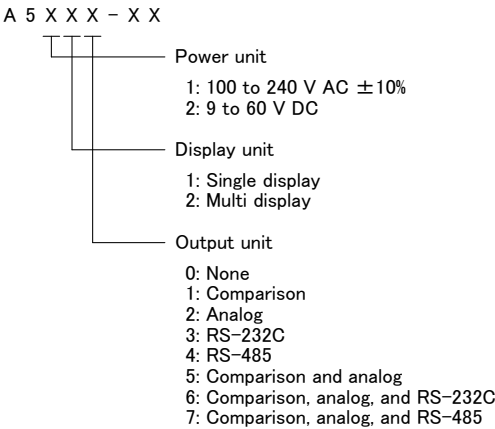 A 5 X X X - X X
Power unit
1: 100 to 240 V AC ±10%
2: 9 to 60 V DC
Display unit
1: Single display
2: Multi display
Output unit
0: None
1: Comparison
2: Analog
3: RS-232C
4: RS-485
5: Comparison and analog
6: Comparison, analog, and RS-232C
7: Comparison, analog, and RS-485